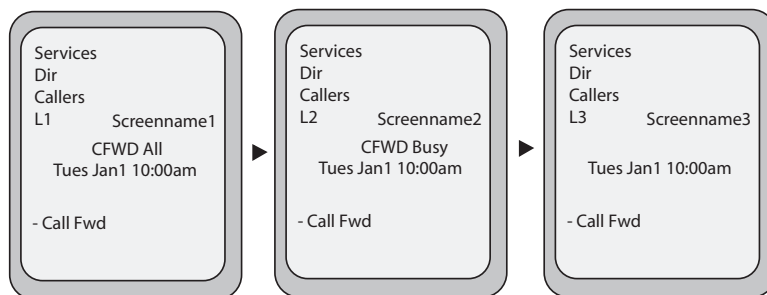 Services
Dir
Callers
L1 Screenname1
CFWD All
Tues Jan1 10:00am
- Call Fwd
Services
Dir
Callers
L2 Screenname2
CFWD Busy
Tues Jan1 10:00am
- Call Fwd
Services
Dir
Callers
L3 Screenname3
Tues Jan1 10:00am
- Call Fwd